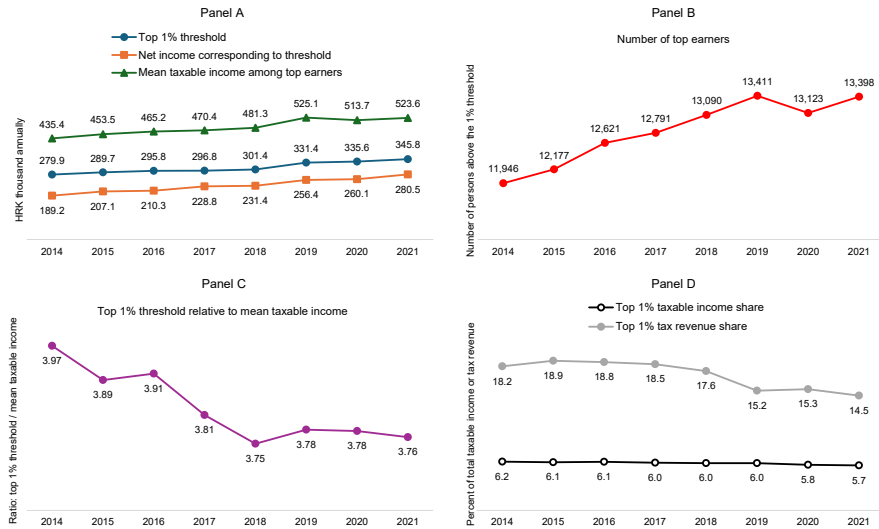 Panel A
Top 1% threshold
Net income corresponding to threshold
Mean taxable income among top earners
HRK thousand annually
435.4 453.5 465.2 470.4 481.3 525.1 513.7 523.6
279.9 289.7 295.8 296.8 301.4 331.4 335.6 345.8
189.2 207.1 210.3 228.8 231.4 256.4 260.1 280.5
2014 2015 2016 2017 2018 2019 2020 2021
Panel B
Number of top earners
Number of persons above the 1% threshold
11,946 12,177 12,621 12,791 13,090 13,411 13,123 13,398
2014 2015 2016 2017 2018 2019 2020 2021
Panel C
Top 1% threshold relative to mean taxable income
Ratio: top 1% threshold / mean taxable income
3.97 3.89 3.91 3.81 3.75 3.78 3.78 3.76
2014 2015 2016 2017 2018 2019 2020 2021
Panel D
Top 1% taxable income share
Top 1% tax revenue share
Percent of total taxable income or tax revenue
18.2 18.9 18.8 18.5 17.6 15.2 15.3 14.5
6.2 6.1 6.1 6.0 6.0 6.0 5.8 5.7
2014 2015 2016 2017 2018 2019 2020 2021